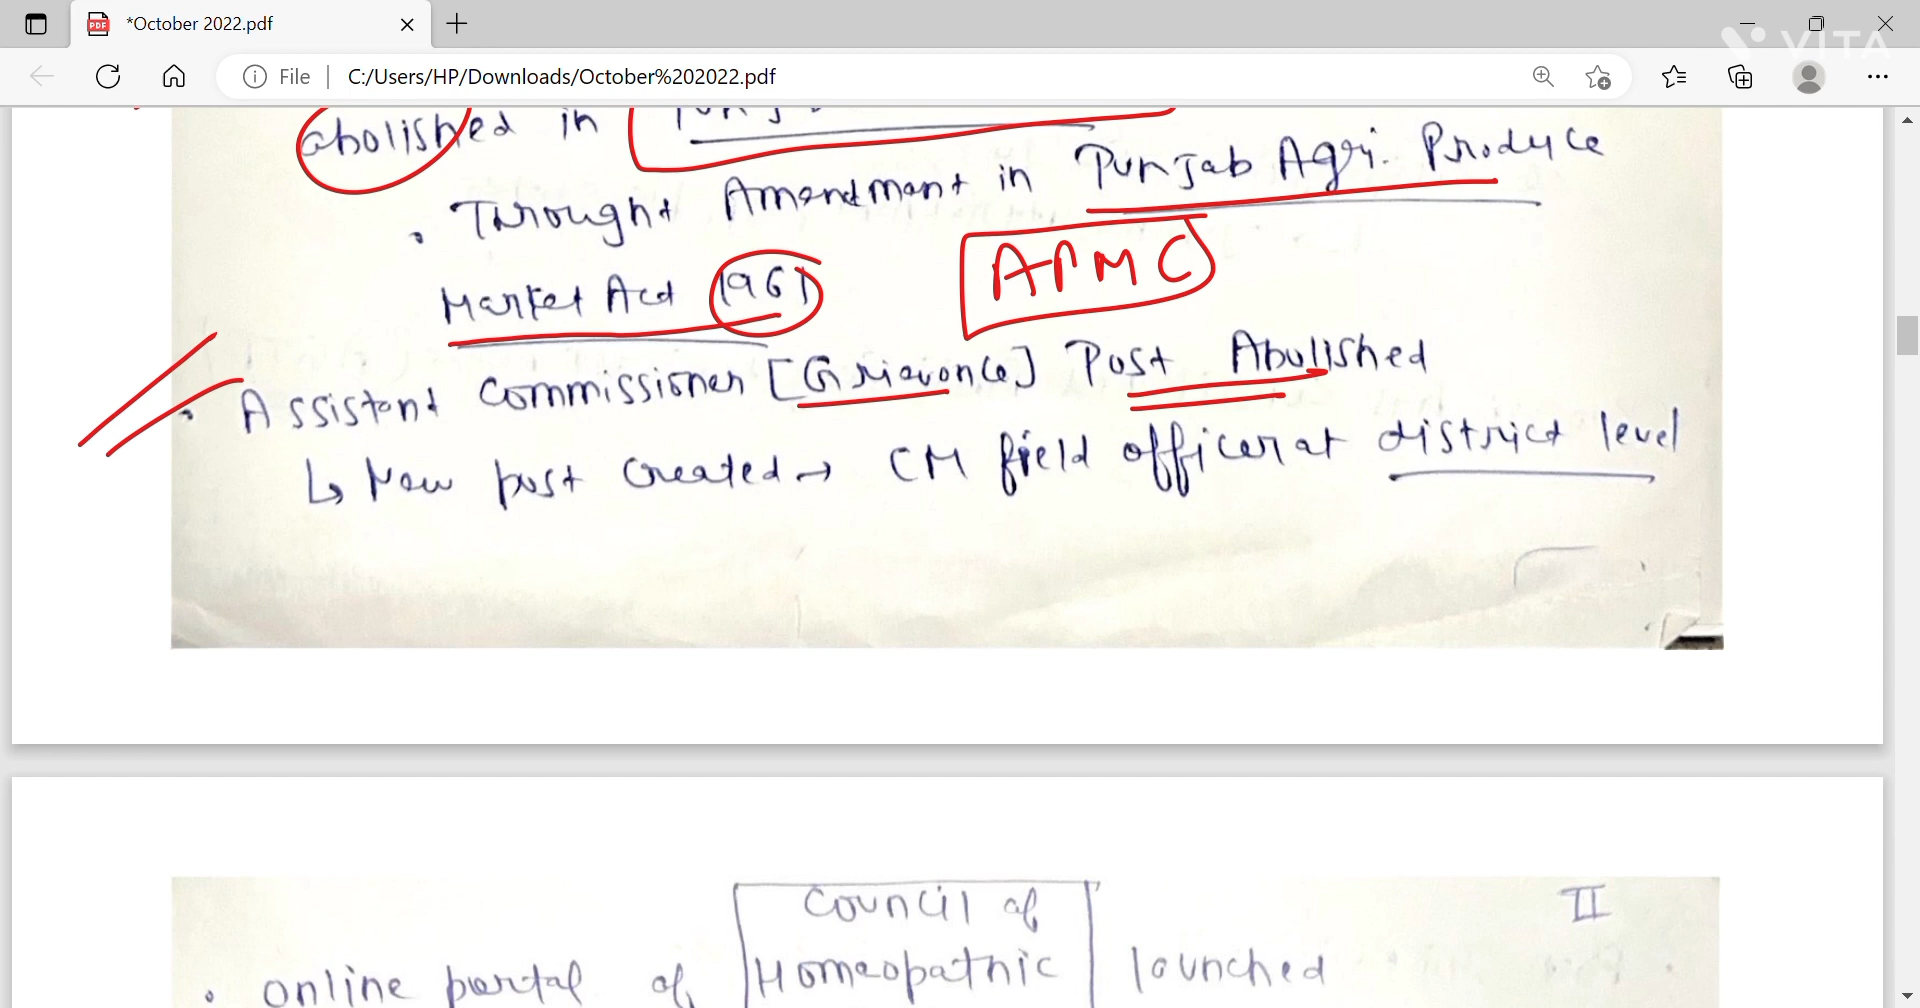 *October 2022.pdf
VITA
File | C:/Users/HP/Downloads/October%202022.pdf
abolished in
. Throught Amendment in Punjab Agri. Produce
Market Act 1961 APMC
. Assistant Commissioner [Grievance] Post Abolished
↳ New post created → CM field officer at district level
Council of II
. online portal of Homeopathic launched